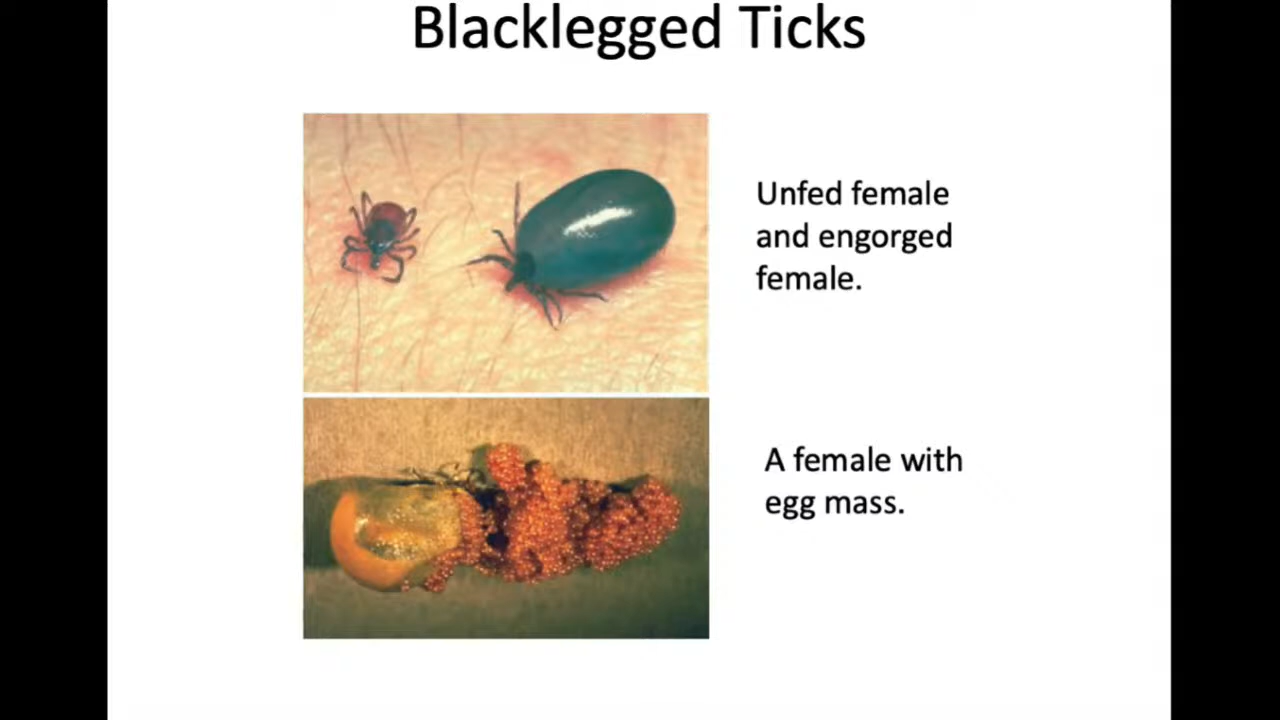 Blacklegged Ticks
Unfed female
and engorged
female.
A female with
egg mass.